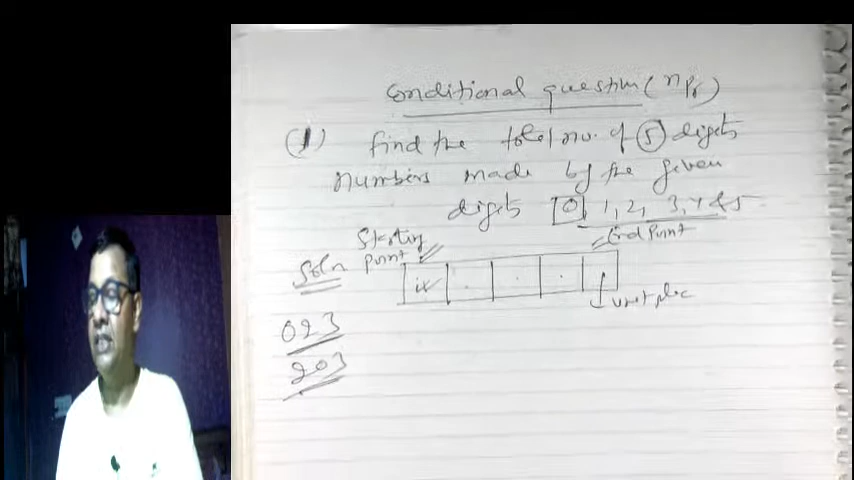 Conditional question (nPr)
(1) Find the total no. of 5 digits
numbers made by the given
digits 0, 1, 2, 3, 4 & 5
Starting point
End Point
Soln
unit plac
023
203